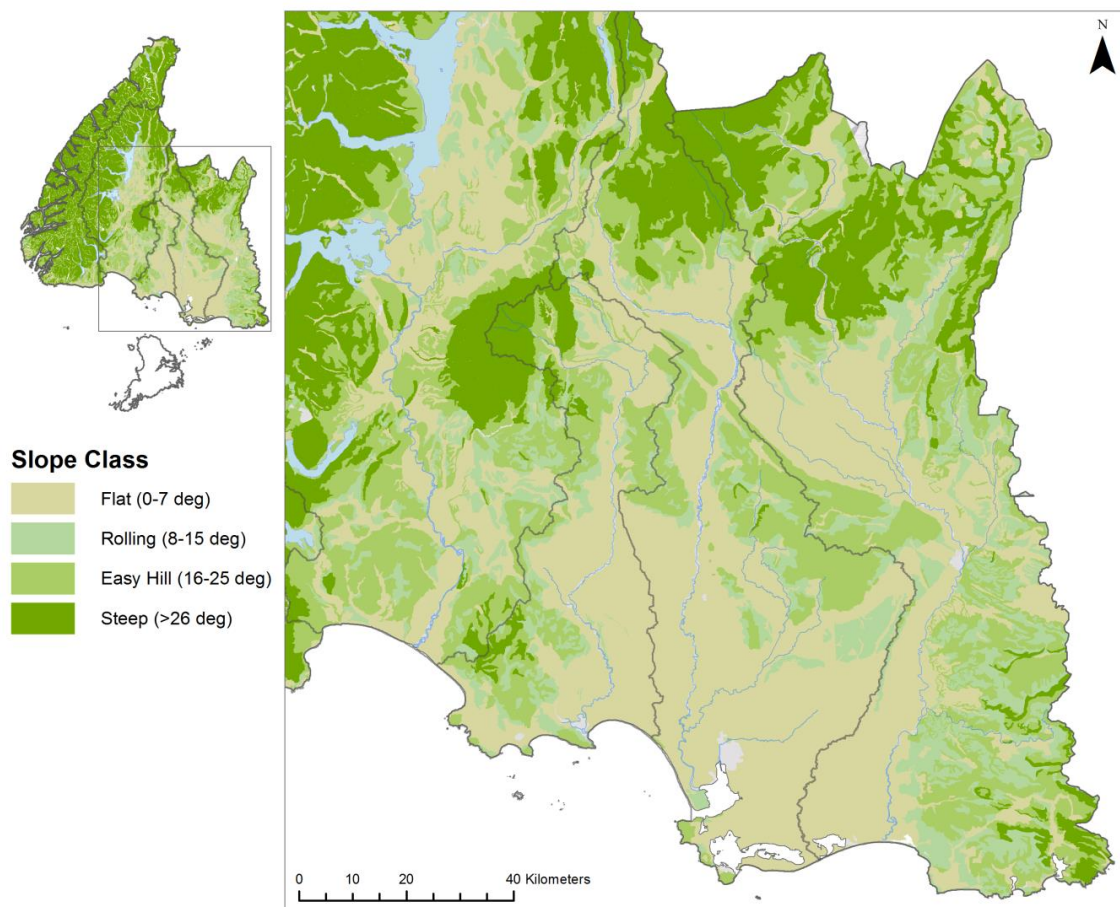 N
Slope Class
Flat (0-7 deg)
Rolling (8-15 deg)
Easy Hill (16-25 deg)
Steep (>26 deg)
0 10 20 40 Kilometers